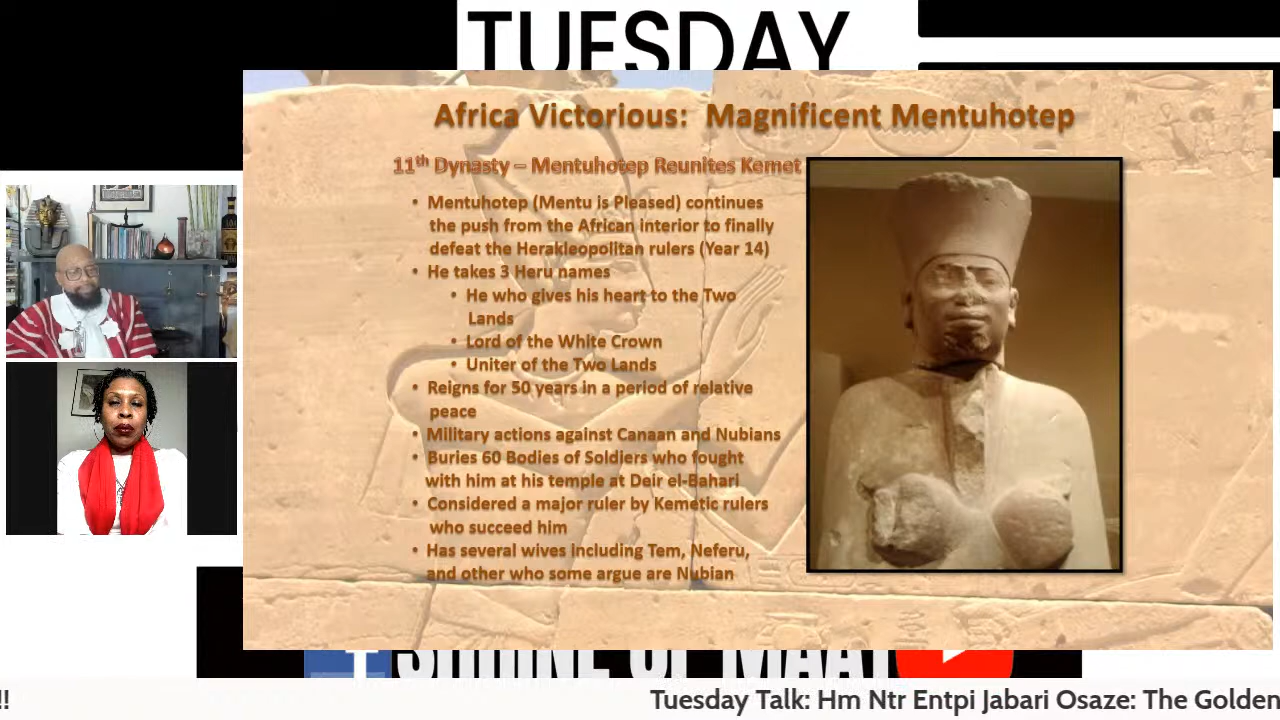 TUESDAY
Africa Victorious: Magnificent Mentuhotep
11th Dynasty – Mentuhotep Reunites Kemet
• Mentuhotep (Mentu is Pleased) continues
the push from the African interior to finally
defeat the Herakleopolitan rulers (Year 14)
• He takes 3 Heru names
• He who gives his heart to the Two
Lands
• Lord of the White Crown
• Uniter of the Two Lands
• Reigns for 50 years in a period of relative
peace
• Military actions against Canaan and Nubians
• Buries 60 Bodies of Soldiers who fought
with him at his temple at Deir el-Bahari
• Considered a major ruler by Kemetic rulers
who succeed him
• Has several wives including Tem, Neferu,
and other who some argue are Nubian
SHRINE OF MAAT
!!
Tuesday Talk: Hm Ntr Entpi Jabari Osaze: The Golden